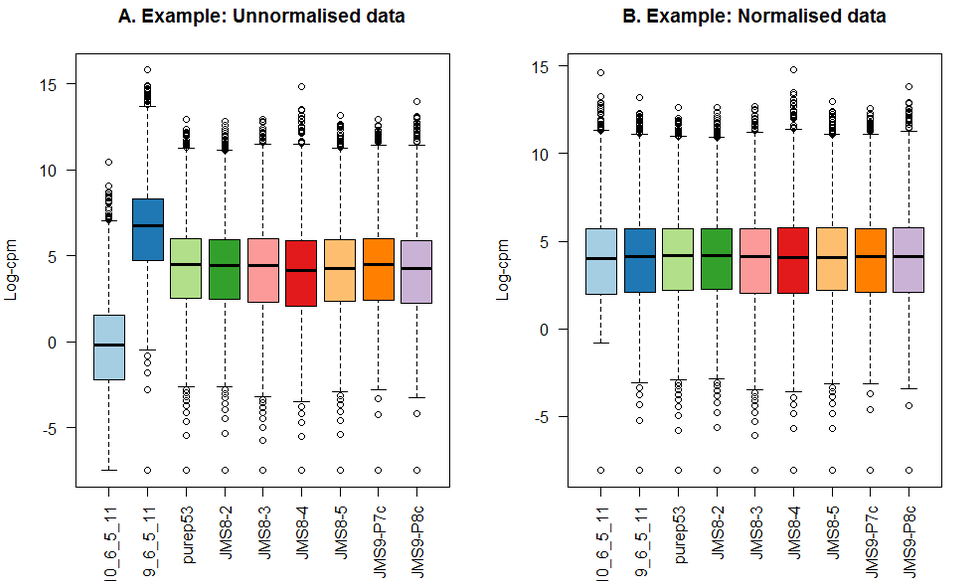 A. Example: Unnormalised data
Log-cpm
15
10
5
0
-5
10_6_5_11
9_6_5_11
purep53
JMS8-2
JMS8-3
JMS8-4
JMS8-5
JMS9-P7c
JMS9-P8c
B. Example: Normalised data
Log-cpm
15
10
5
0
-5
10_6_5_11
9_6_5_11
purep53
JMS8-2
JMS8-3
JMS8-4
JMS8-5
JMS9-P7c
JMS9-P8c